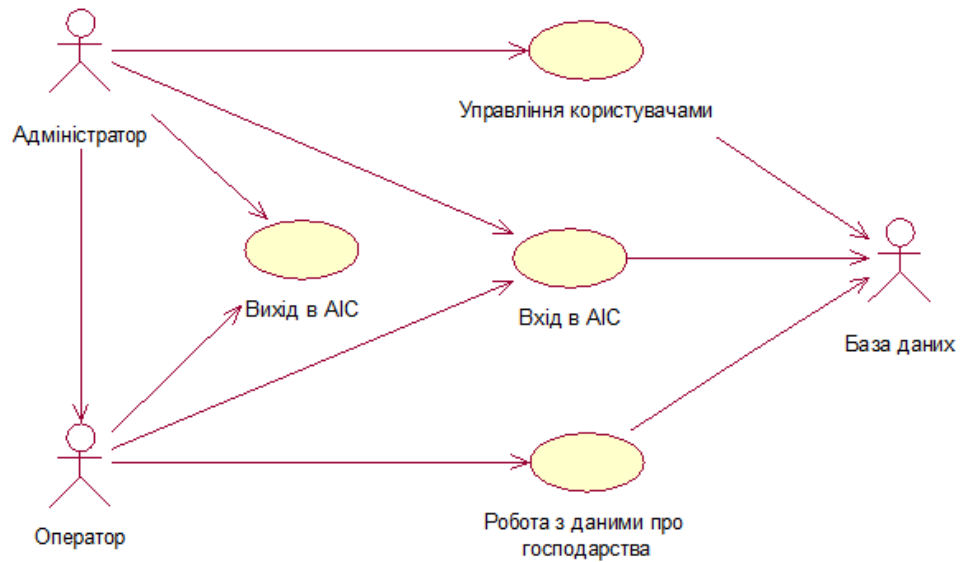 Управління користувачами
Адміністратор
Вихід в АІС
Вхід в АІС
База даних
Робота з даними про
господарства
Оператор